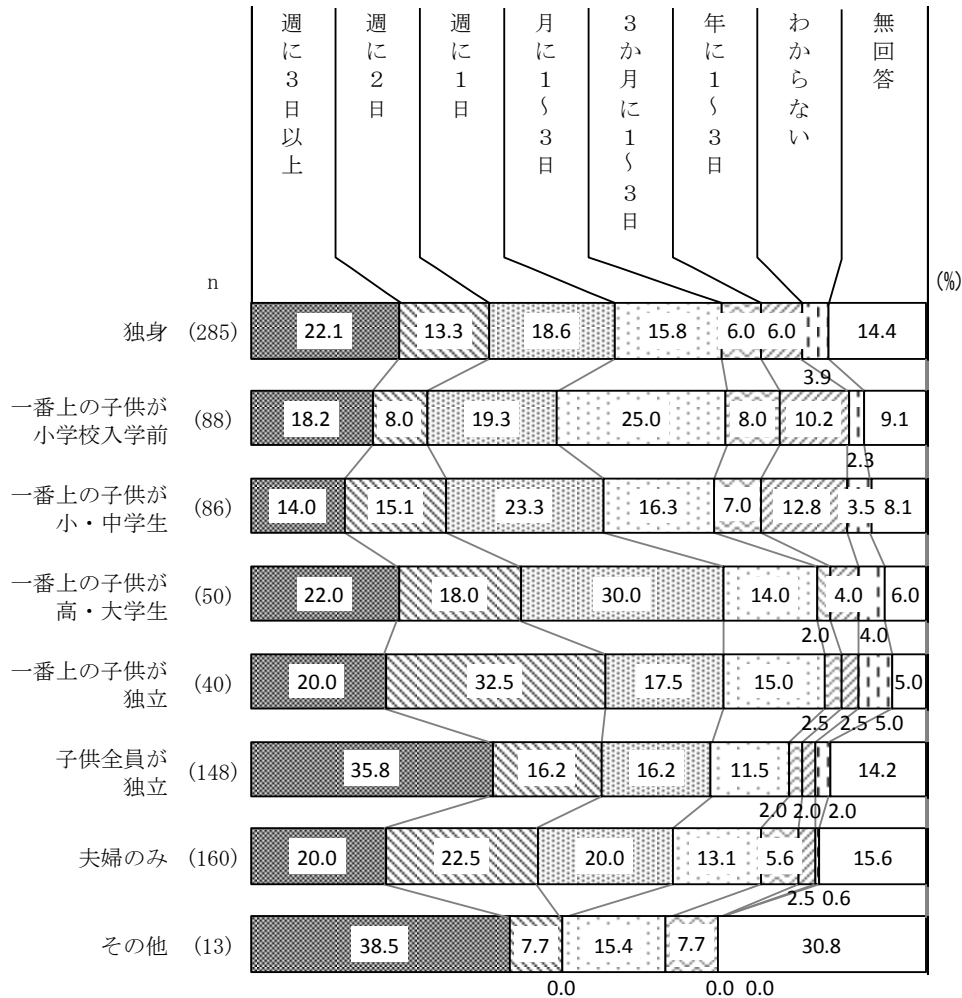 週に３日以上
週に２日
週に１日
月に１～３日
３か月に１～３日
年に１～３日
わからない
無回答
n
(%)
独身 (285) 22.1 13.3 18.6 15.8 6.0 6.0 14.4
3.9
一番上の子供が
小学校入学前
(88) 18.2 8.0 19.3 25.0 8.0 10.2 9.1
2.3
一番上の子供が
小・中学生
(86) 14.0 15.1 23.3 16.3 7.0 12.8 3.5 8.1
一番上の子供が
高・大学生
(50) 22.0 18.0 30.0 14.0 4.0 6.0
2.0 4.0
一番上の子供が
独立
(40) 20.0 32.5 17.5 15.0 5.0
2.5 2.5 5.0
子供全員が
独立
(148) 35.8 16.2 16.2 11.5 14.2
2.0 2.0 2.0
夫婦のみ (160) 20.0 22.5 20.0 13.1 5.6 15.6
2.5 0.6
その他 (13) 38.5 7.7 15.4 7.7 30.8
0.0 0.0 0.0